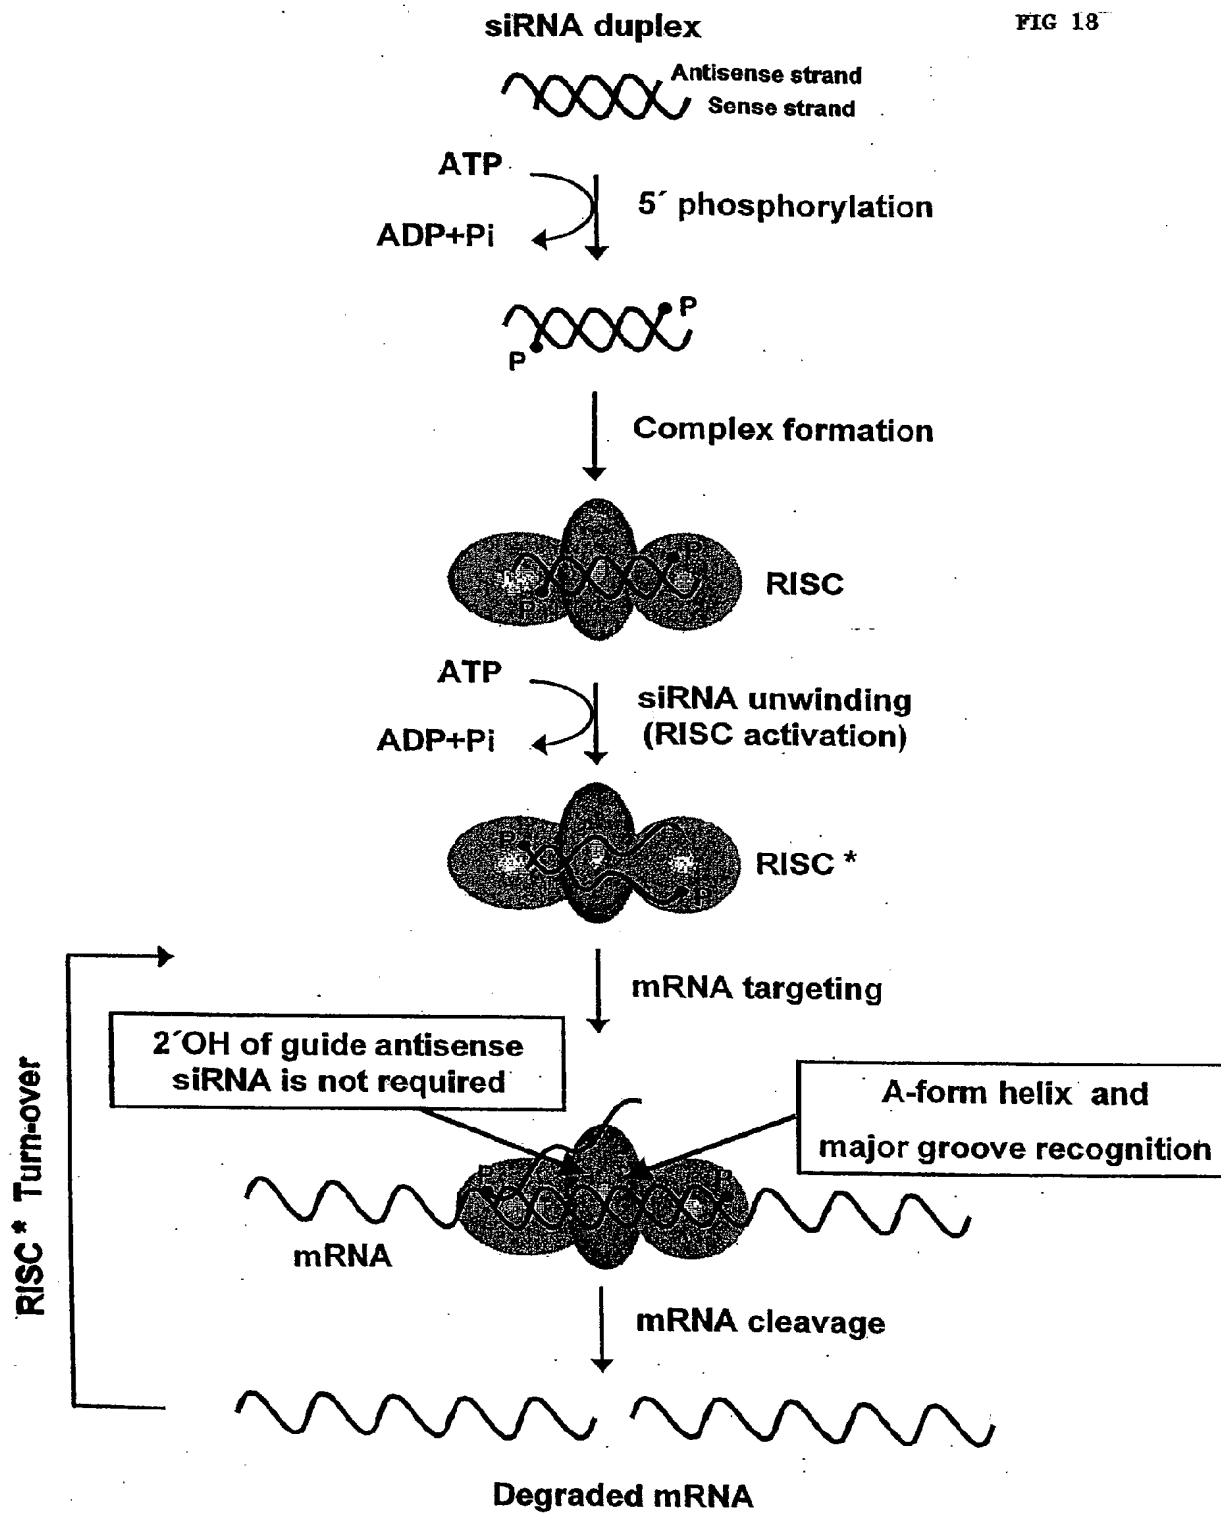 siRNA duplex
FIG 18
Antisense strand
Sense strand
ATP
5´ phosphorylation
ADP+Pi
P
P
Complex formation
P
RISC
P
ATP
siRNA unwinding
(RISC activation)
ADP+Pi
P
RISC *
P
mRNA targeting
2´OH of guide antisense
siRNA is not required
A-form helix and
major groove recognition
P
P
mRNA
RISC * Turn-over
mRNA cleavage
Degraded mRNA